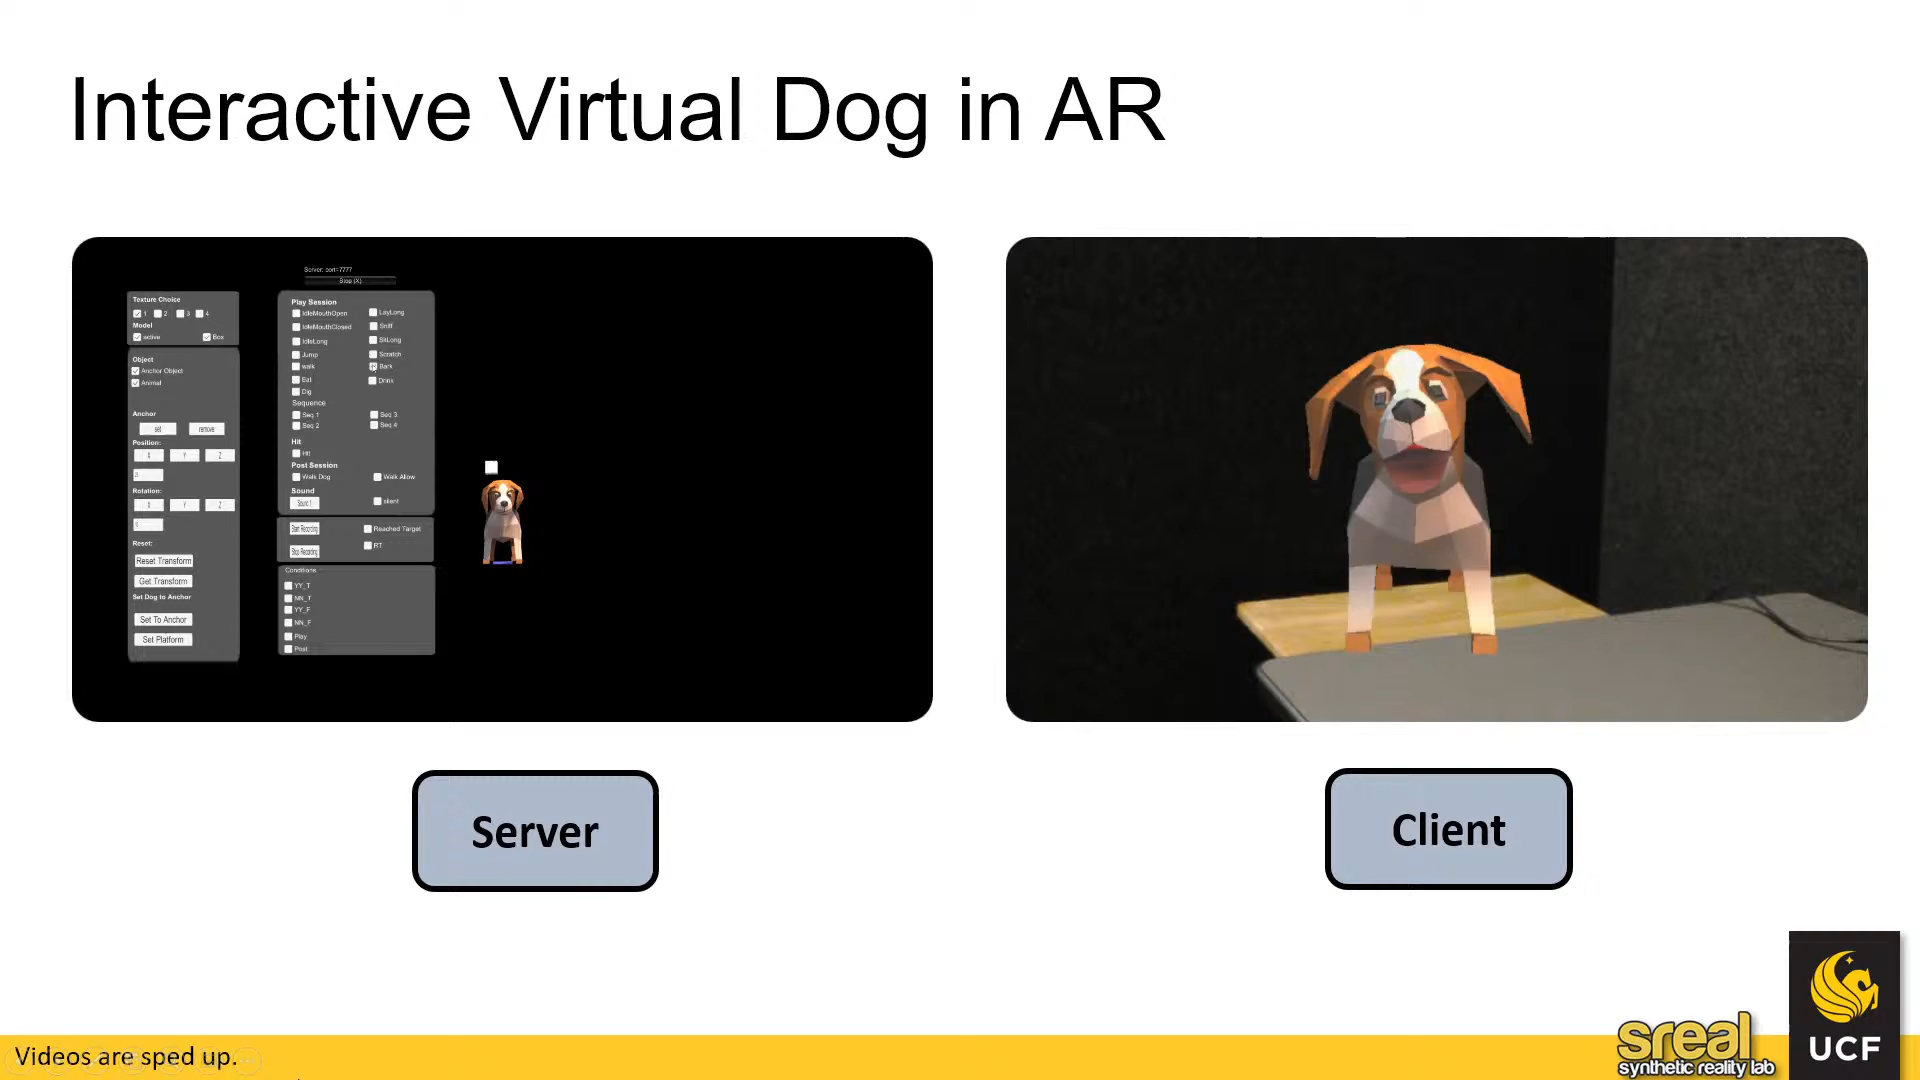 Interactive Virtual Dog in AR
Server: port=7777
Stop (X)
Texture Choice
1 2 3 4
Model
active Box
Object
Anchor Object
Animal
Anchor
set remove
Position:
X Y Z
Rotation:
X Y Z
Reset:
Reset Transform
Get Transform
Set Dog to Anchor
Set To Anchor
Set Platform
Play Session
IdleMouthOpen LayLong
IdleMouthClosed Sniff
IdleLong SitLong
Jump Scratch
walk Bark
Eat Drink
Dig
Sequence
Seq 1 Seq 3
Seq 2 Seq 4
Hit
Hit
Post Session
Walk Dog Walk Allow
Sound
Sound 1 silent
Start Recording Reached Target
Stop Recording RT
Conditions
YY_T
NN_T
YY_F
NN_F
Play
Post
Server
Client
Videos are sped up.
sreal
synthetic reality lab
UCF